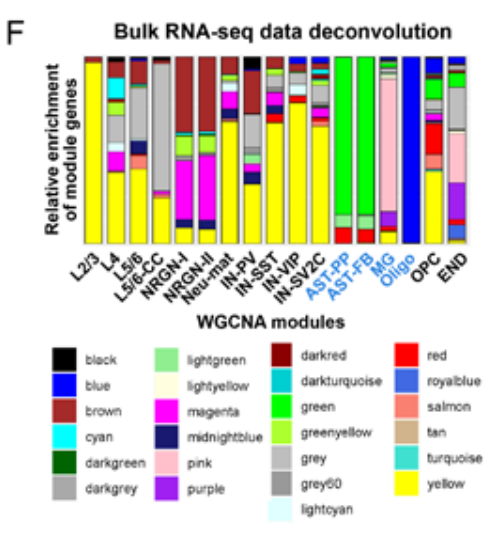 F
Bulk RNA-seq data deconvolution
Relative enrichment
of module genes
L2/3
L4
L5/6
L5/6-CC
NRGN-I
NRGN-II
Neu-mat
IN-PV
IN-SST
IN-VIP
IN-SV2C
AST-PP
AST-FB
MG
Oligo
OPC
END
WGCNA modules
black
blue
brown
cyan
darkgreen
darkgrey
lightgreen
lightyellow
magenta
midnightblue
pink
purple
darkred
darkturquoise
green
greenyellow
grey
grey60
lightcyan
red
royalblue
salmon
tan
turquoise
yellow